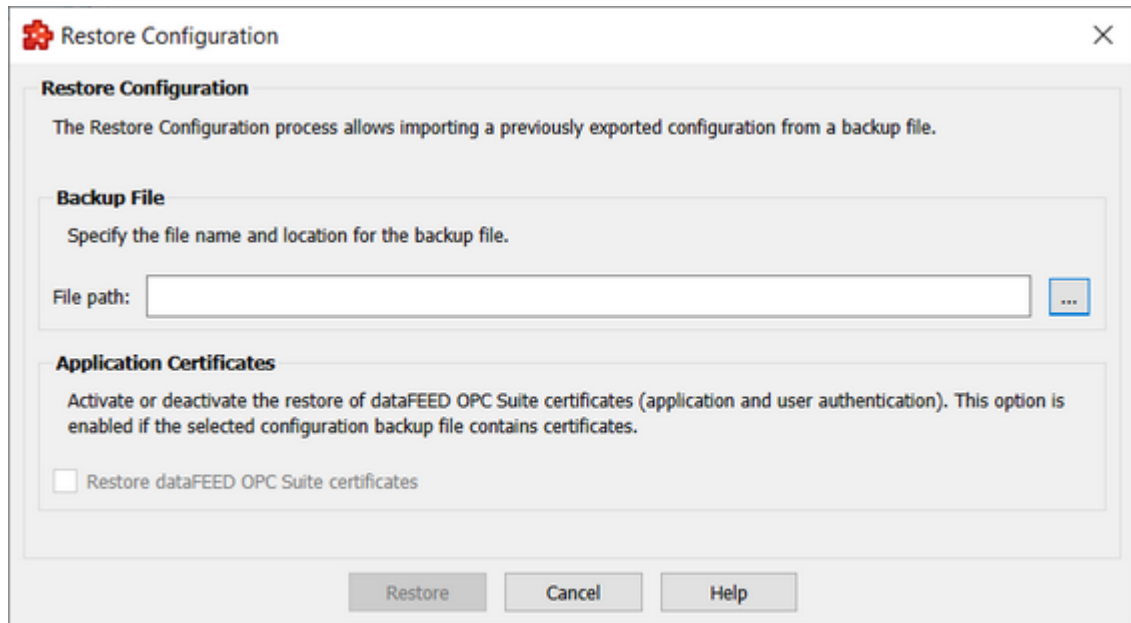 Restore Configuration
Restore Configuration
The Restore Configuration process allows importing a previously exported configuration from a backup file.
Backup File
Specify the file name and location for the backup file.
File path:
...
Application Certificates
Activate or deactivate the restore of dataFEED OPC Suite certificates (application and user authentication). This option is
enabled if the selected configuration backup file contains certificates.
Restore dataFEED OPC Suite certificates
Restore Cancel Help